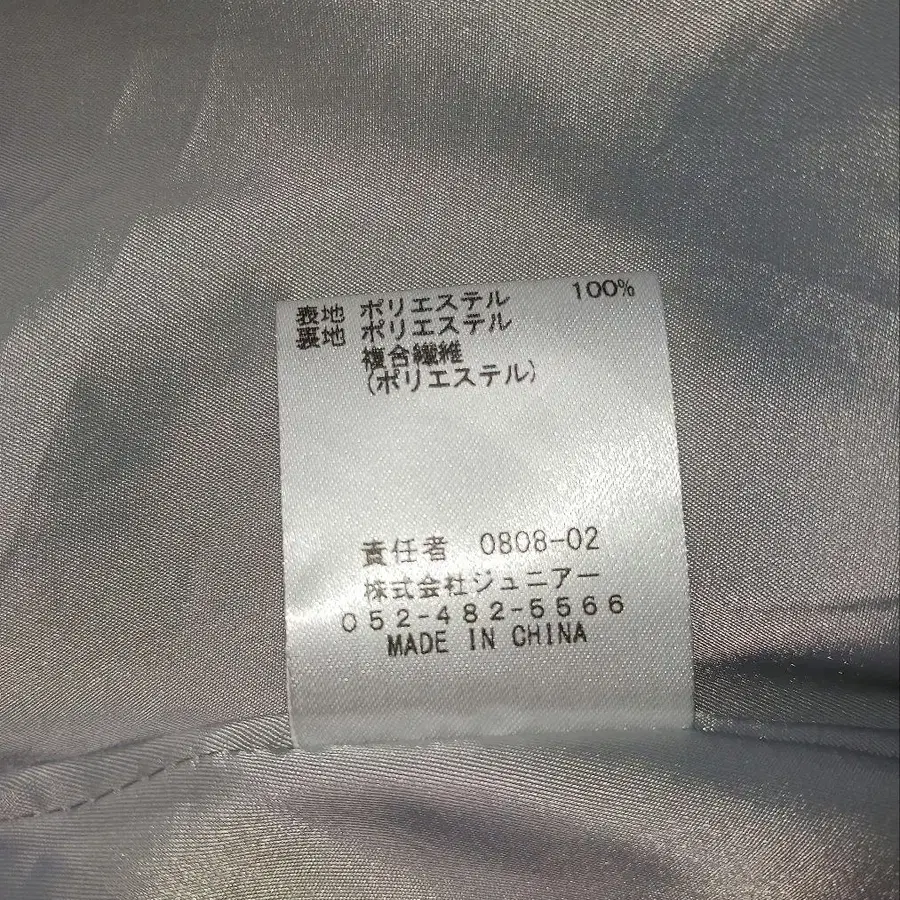 表地 ポリエステル 100%
裏地 ポリエステル
複合繊維
(ポリエステル)
責任者 0808-02
株式会社ジュニアー
052-482-5566
MADE IN CHINA